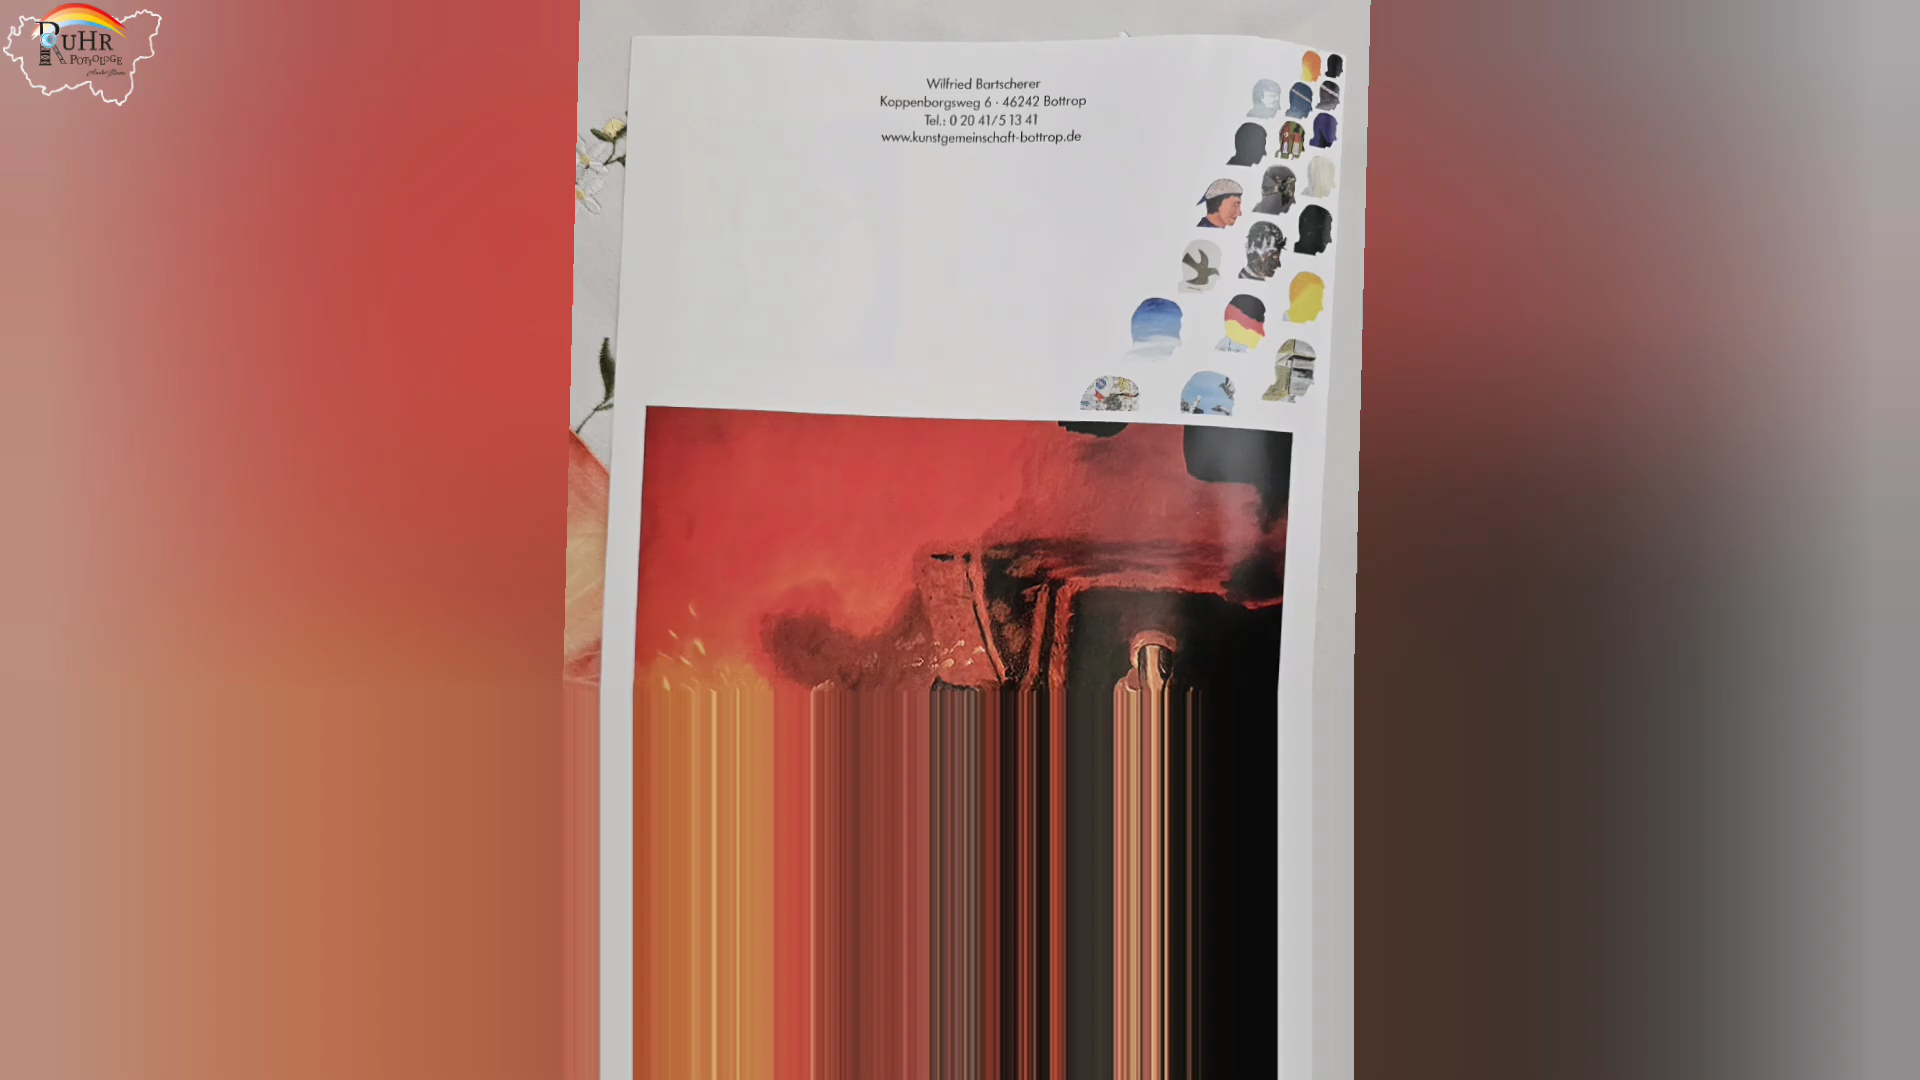 RUHR
POTTOLOGE
Wilfried Bartscherer
Koppenborgsweg 6 · 46242 Bottrop
Tel.: 0 20 41/5 13 41
www.kunstgemeinschaft-bottrop.de